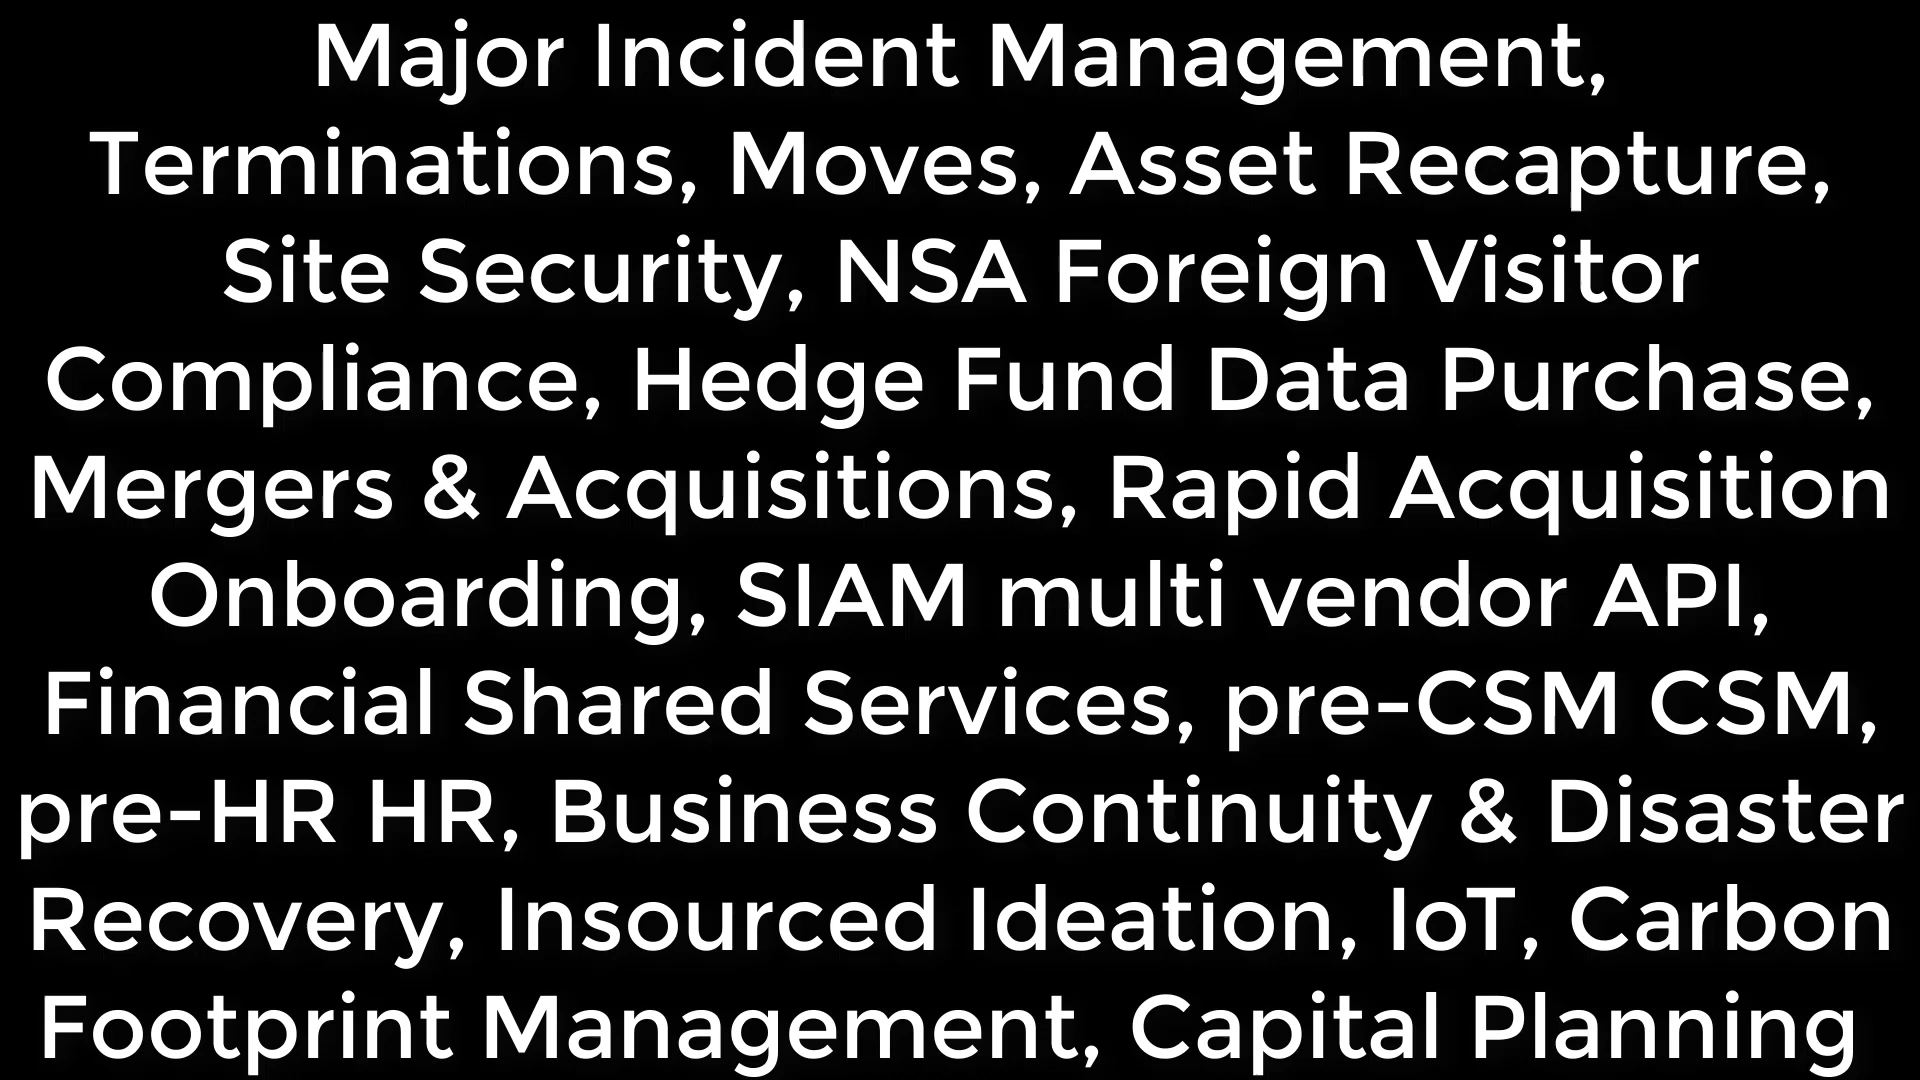 Major Incident Management,
Terminations, Moves, Asset Recapture,
Site Security, NSA Foreign Visitor
Compliance, Hedge Fund Data Purchase,
Mergers & Acquisitions, Rapid Acquisition
Onboarding, SIAM multi vendor API,
Financial Shared Services, pre-CSM CSM,
pre-HR HR, Business Continuity & Disaster
Recovery, Insourced Ideation, IoT, Carbon
Footprint Management, Capital Planning